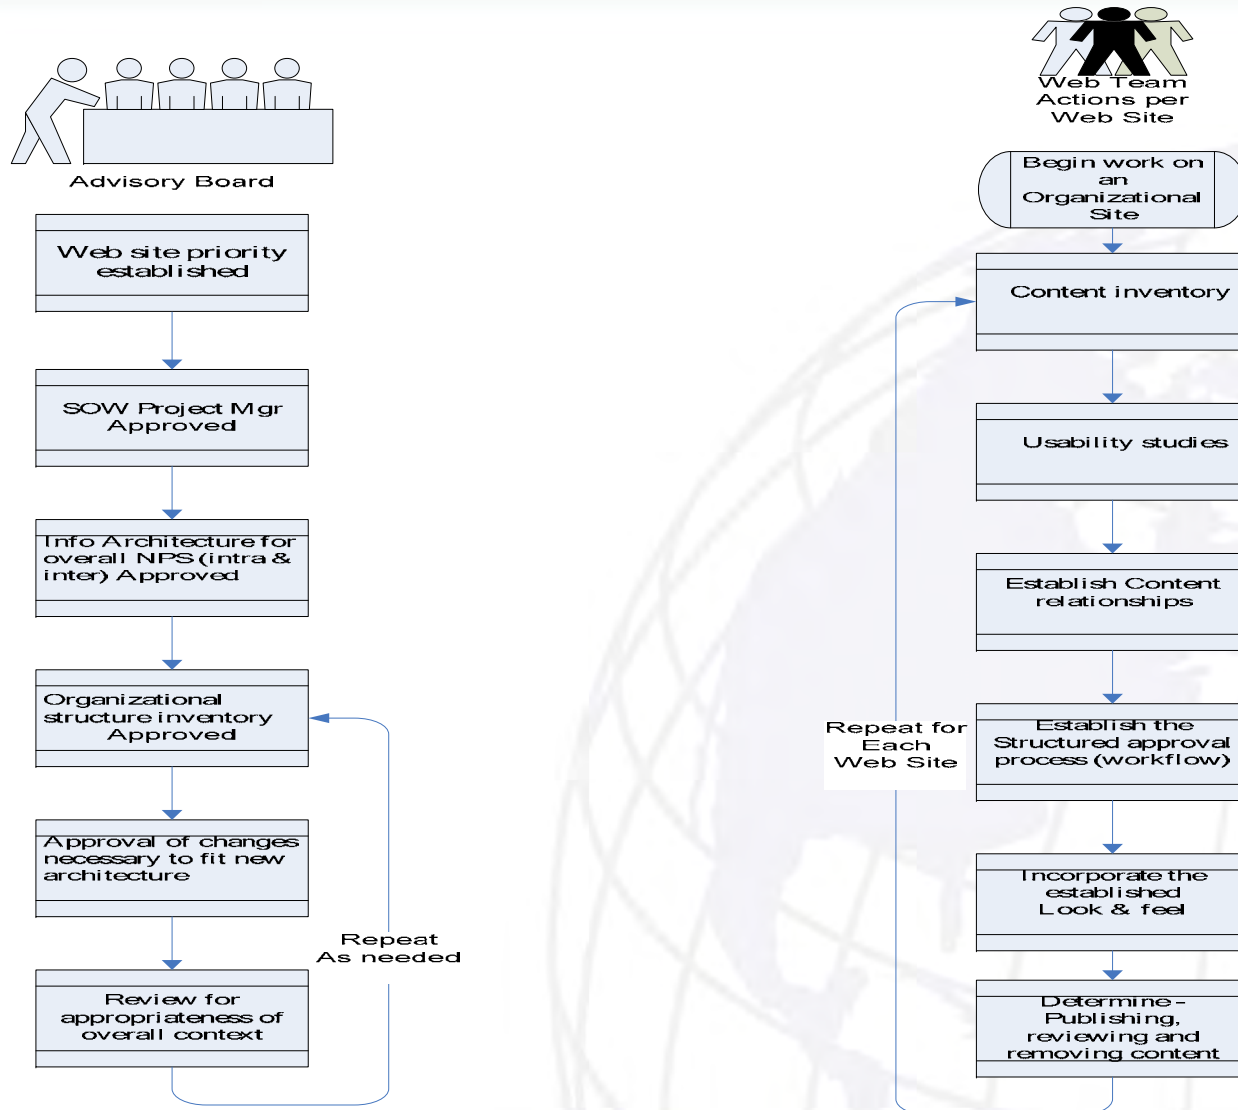 Advisory Board
Web site priority
established
SOW Project Mgr
Approved
Info Architecture for
overall NPS (intra &
inter) Approved
Organizational
structure inventory
Approved
Approval of changes
necessary to fit new
architecture
Review for
appropriateness of
overall context
Repeat
As needed
Web Team
Actions per
Web Site
Begin work on
an
Organizational
Site
Content inventory
Usability studies
Establish Content
relationships
Establish the
Structured approval
process (workflow)
Incorporate the
established
Look & feel
Determine -
Publishing,
reviewing and
removing content
Repeat for
Each
Web Site